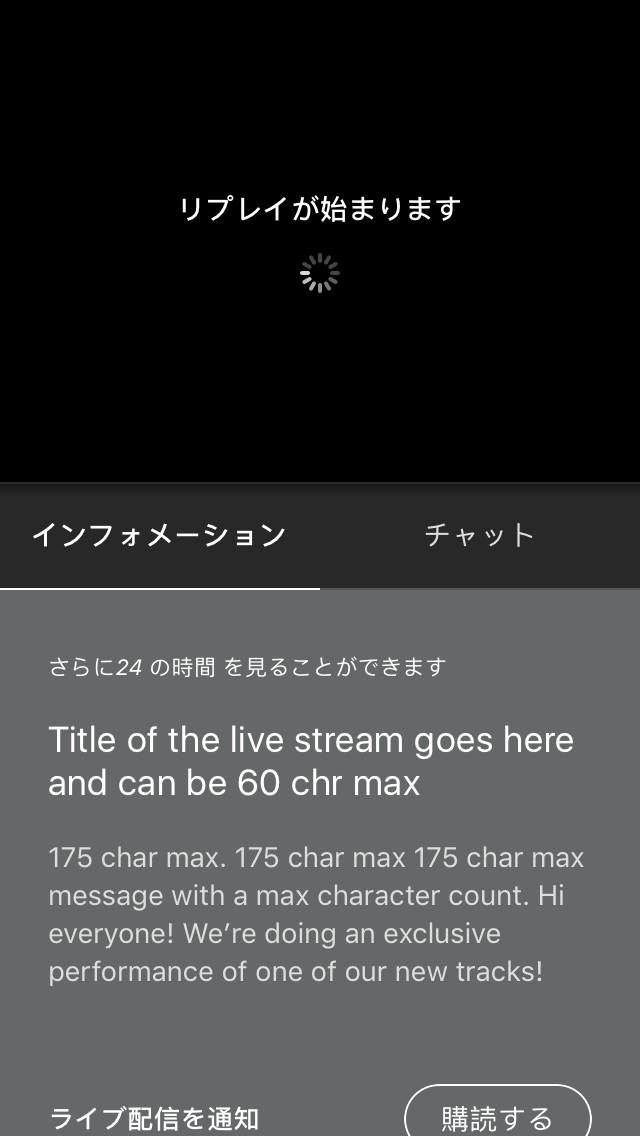 リプレイが始まります
インフォメーション
チャット
さらに24 の時間 を見ることができます
Title of the live stream goes here
and can be 60 chr max
175 char max. 175 char max 175 char max
message with a max character count. Hi
everyone! We’re doing an exclusive
performance of one of our new tracks!
ライブ配信を通知
購読する